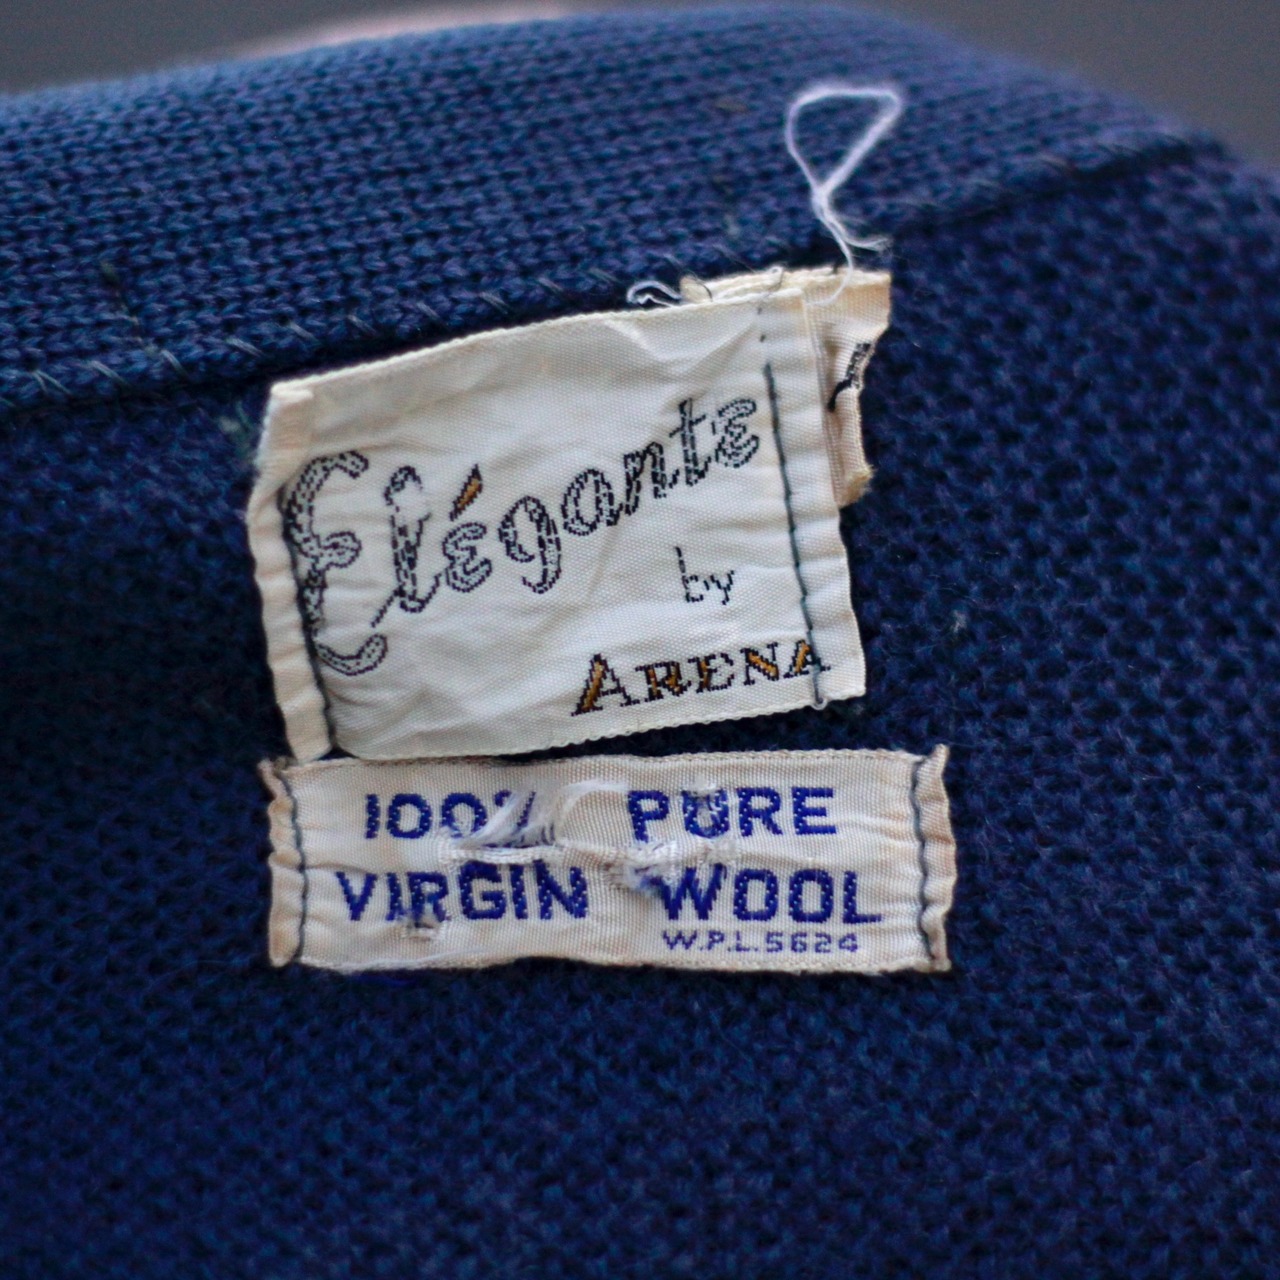 Elégante
by
ARENA
100% PURE
VIRGIN WOOL
W.P.L.5624